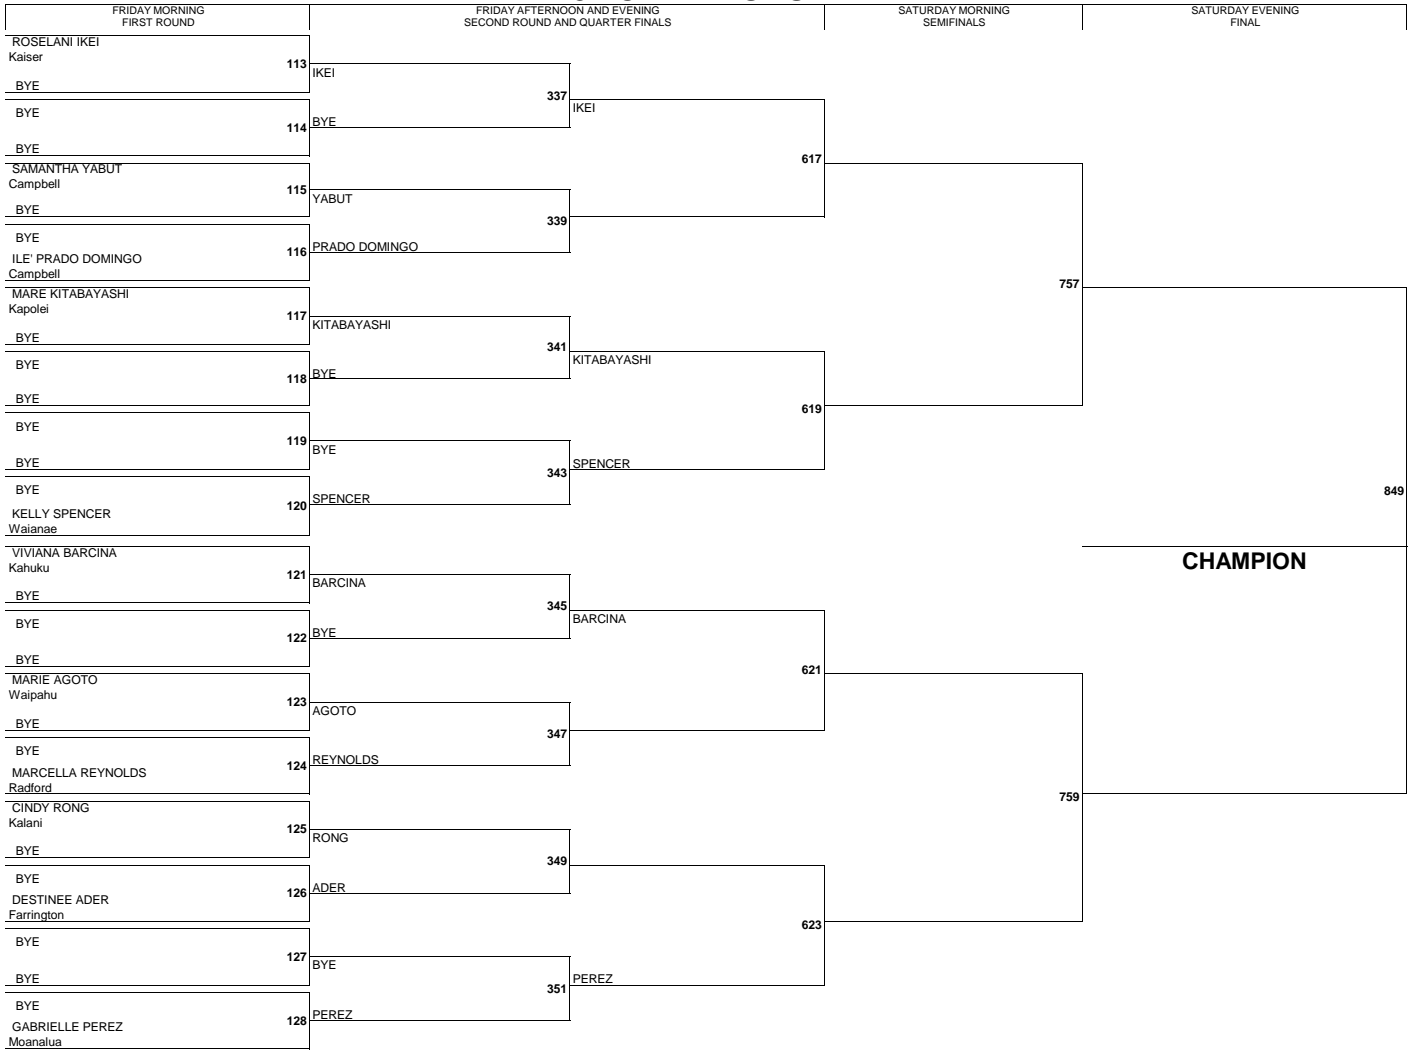 FRIDAY MORNING
FIRST ROUND
FRIDAY AFTERNOON AND EVENING
SECOND ROUND AND QUARTER FINALS
SATURDAY MORNING
SEMIFINALS
SATURDAY EVENING
FINAL
ROSELANI IKEI
Kaiser
113
IKEI
BYE
337
IKEI
BYE
114
BYE
BYE
617
SAMANTHA YABUT
Campbell
115
YABUT
BYE
339
BYE
116
PRADO DOMINGO
ILE' PRADO DOMINGO
Campbell
757
MARE KITABAYASHI
Kapolei
117
KITABAYASHI
BYE
341
KITABAYASHI
BYE
118
BYE
BYE
619
BYE
119
BYE
BYE
343
SPENCER
BYE
120
SPENCER
KELLY SPENCER
Waianae
849
CHAMPION
VIVIANA BARCINA
Kahuku
121
BARCINA
BYE
345
BARCINA
BYE
122
BYE
BYE
621
MARIE AGOTO
Waipahu
123
AGOTO
BYE
347
BYE
124
REYNOLDS
MARCELLA REYNOLDS
Radford
759
CINDY RONG
Kalani
125
RONG
BYE
349
BYE
126
ADER
DESTINEE ADER
Farrington
623
BYE
127
BYE
BYE
351
PEREZ
BYE
128
PEREZ
GABRIELLE PEREZ
Moanalua